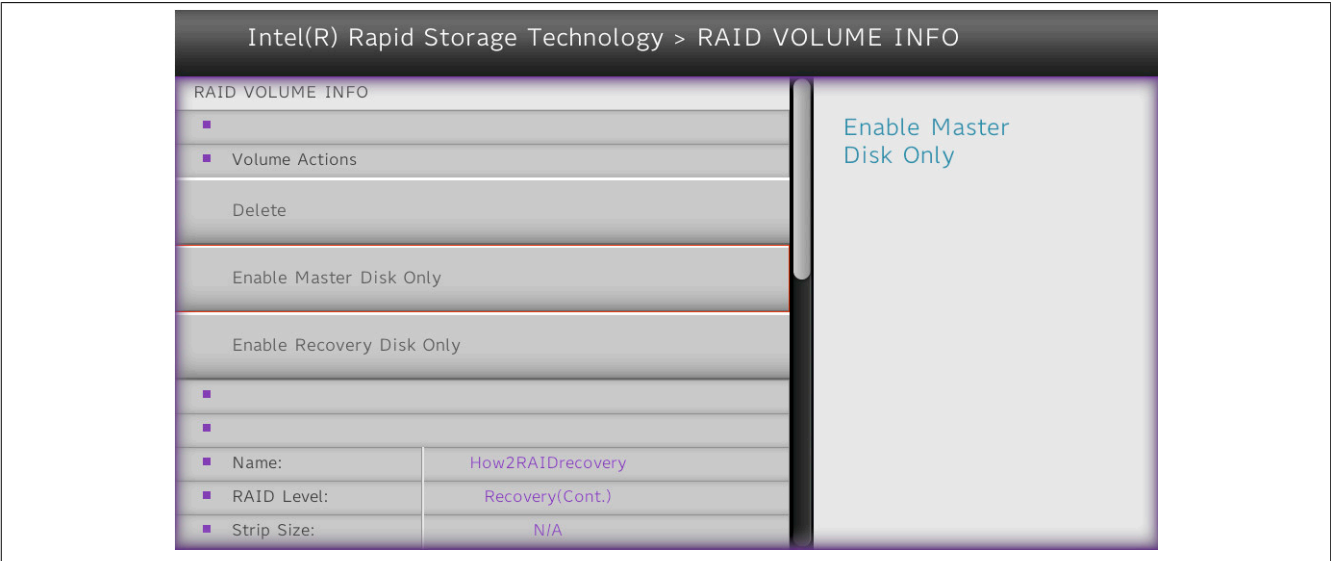 Intel(R) Rapid Storage Technology > RAID VOLUME INFO
RAID VOLUME INFO
Volume Actions
Delete
Enable Master Disk Only
Enable Recovery Disk Only
Name: How2RAIDrecovery
RAID Level: Recovery(Cont.)
Strip Size: N/A
Enable Master
Disk Only